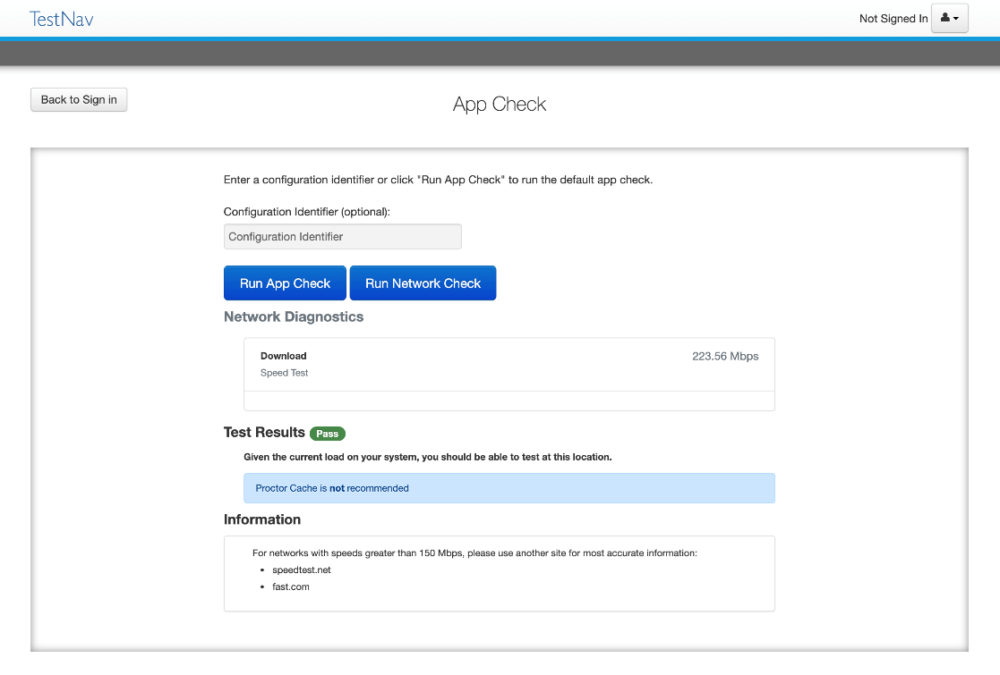 TestNav
Not Signed In
Back to Sign in
App Check
Enter a configuration identifier or click "Run App Check" to run the default app check.
Configuration Identifier (optional):
Configuration Identifier
Run App Check
Run Network Check
Network Diagnostics
Download
223.56 Mbps
Speed Test
Test Results Pass
Given the current load on your system, you should be able to test at this location.
Proctor Cache is not recommended
Information
For networks with speeds greater than 150 Mbps, please use another site for most accurate information:
• speedtest.net
• fast.com